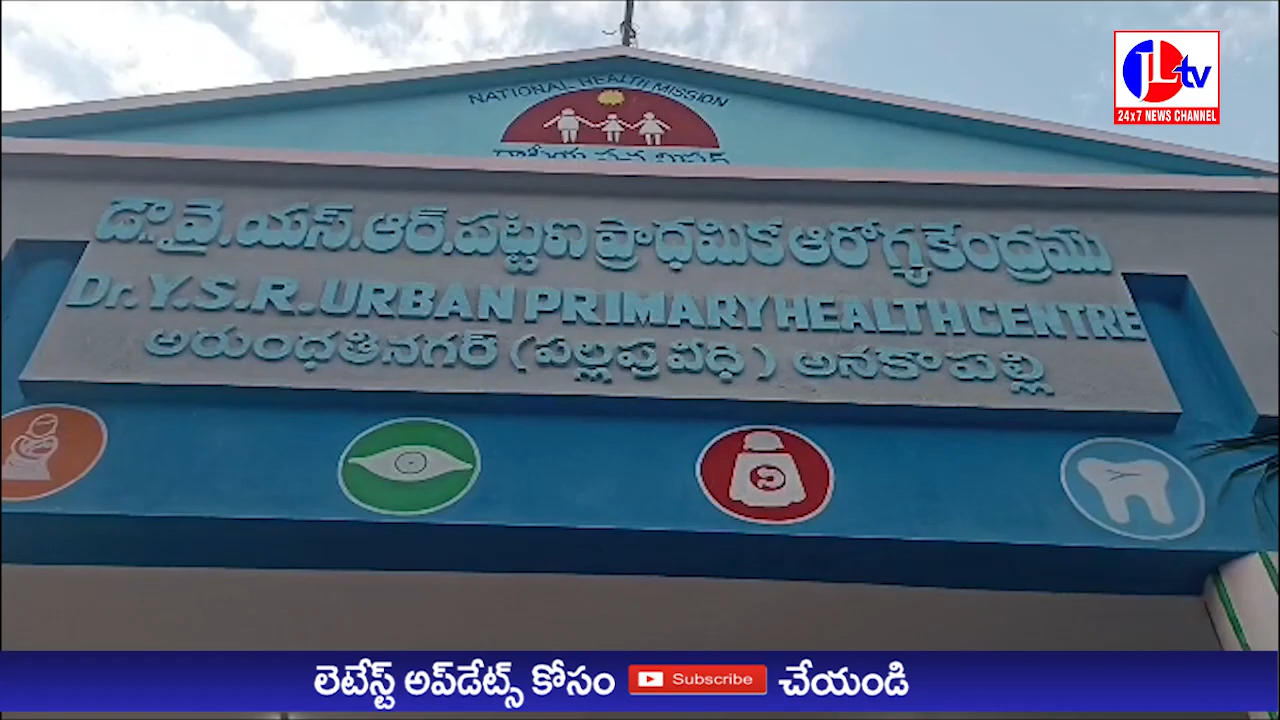 JL tv
24x7 NEWS CHANNEL
NATIONAL HEALTH MISSION
డా.వై.యస్.ఆర్.పట్టణ ప్రాధమిక ఆరోగ్య కేంద్రము
Dr. Y.S.R. URBAN PRIMARY HEALTH CENTRE
అరుంధతినగర్ (పల్లపు వీధి) అనకాపల్లి
లెటేస్ట్ అప్‌డేట్స్ కోసం Subscribe చేయండి